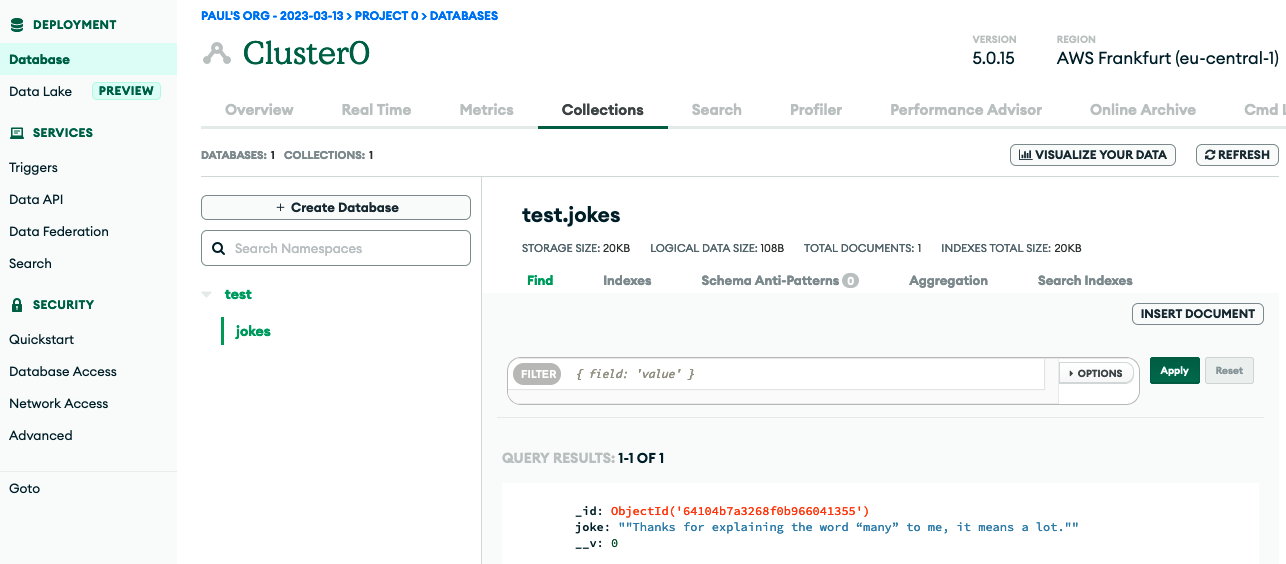 DEPLOYMENT
Database
Data Lake PREVIEW
SERVICES
Triggers
Data API
Data Federation
Search
SECURITY
Quickstart
Database Access
Network Access
Advanced
Goto
PAUL'S ORG - 2023-03-13 > PROJECT 0 > DATABASES
Cluster0
VERSION
5.0.15
REGION
AWS Frankfurt (eu-central-1)
Overview Real Time Metrics Collections Search Profiler Performance Advisor Online Archive Cmd L
DATABASES: 1 COLLECTIONS: 1
VISUALIZE YOUR DATA REFRESH
+ Create Database
Search Namespaces
test
jokes
test.jokes
STORAGE SIZE: 20KB LOGICAL DATA SIZE: 108B TOTAL DOCUMENTS: 1 INDEXES TOTAL SIZE: 20KB
Find Indexes Schema Anti-Patterns 0 Aggregation Search Indexes
INSERT DOCUMENT
FILTER { field: 'value' } OPTIONS Apply Reset
QUERY RESULTS: 1-1 OF 1
_id: ObjectId('64104b7a3268f0b966041355')
joke: ""Thanks for explaining the word “many” to me, it means a lot.""
__v: 0